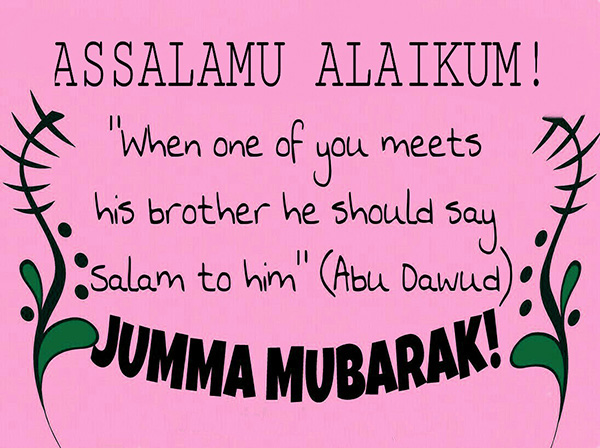 ASSALAMU ALAIKUM!
"When one of you meets
his brother he should say
Salam to him" (Abu Dawud)
JUMMA MUBARAK!